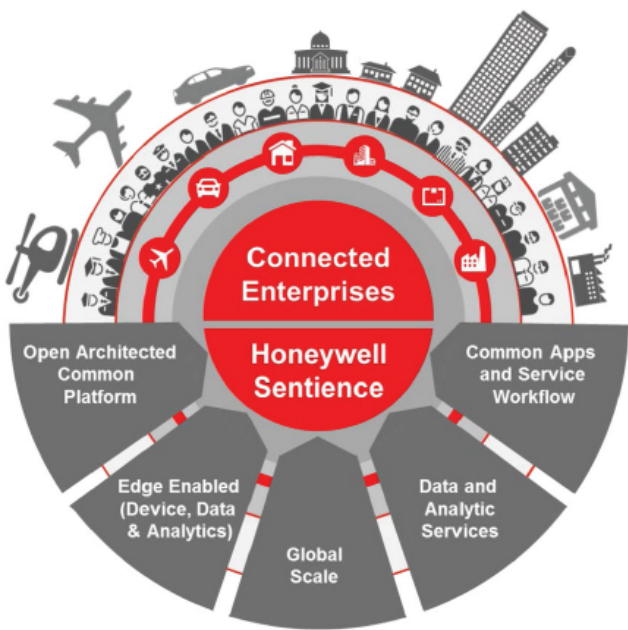 Connected
Enterprises
Honeywell
Sentience
Open Architected
Common
Platform
Edge Enabled
(Device, Data
& Analytics)
Global
Scale
Data and
Analytic
Services
Common Apps
and Service
Workflow